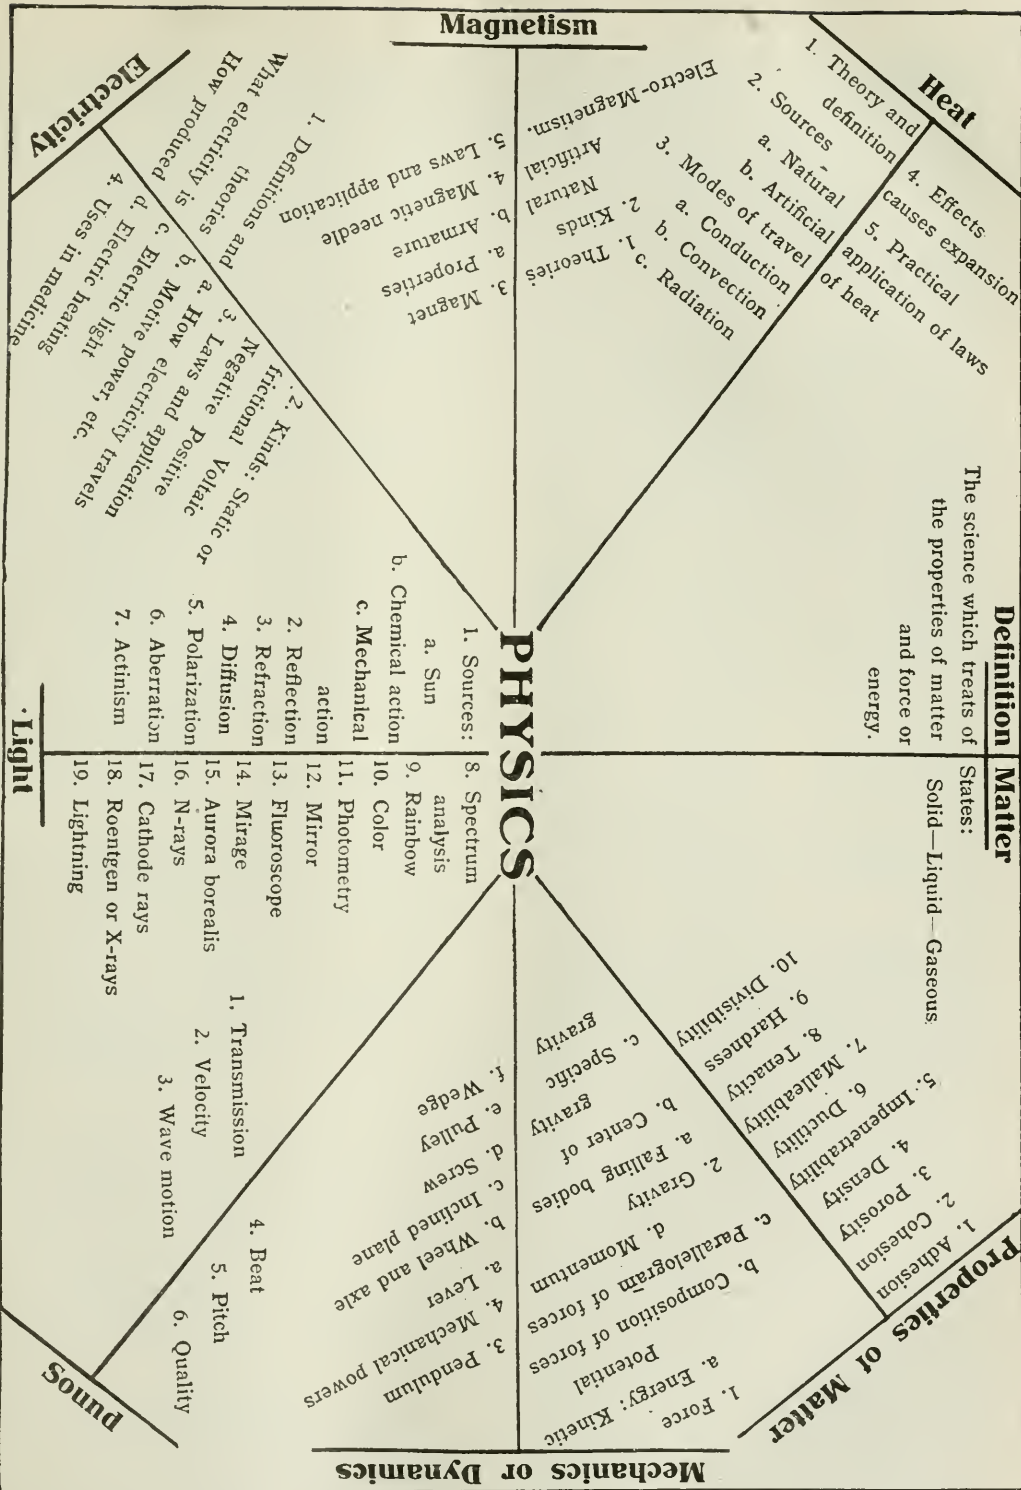 PHYSICS
Definition
The science which treats of
the properties of matter
and force or
energy.
Matter
States:
Solid—Liquid—Gaseous
Properties of Matter
1. Adhesion
2. Cohesion
3. Porosity
4. Density
5. Impenetrability
6. Ductility
7. Malleability
8. Tenacity
9. Hardness
10. Divisibility
Mechanics or Dynamics
1. Force
a. Energy: Kinetic
Potential
b. Composition of forces
c. Parallelogram of forces
d. Momentum
2. Gravity
a. Falling bodies
b. Center of
gravity
c. Specific
gravity
3. Pendulum
4. Mechanical powers
a. Lever
b. Wheel and axle
c. Inclined plane
d. Screw
e. Pulley
f. Wedge
Sound
1. Transmission
2. Velocity
3. Wave motion
4. Beat
5. Pitch
6. Quality
Light
1. Sources:
a. Sun
b. Chemical action
c. Mechanical
action
2. Reflection
3. Refraction
4. Diffusion
5. Polarization
6. Aberration
7. Actinism
8. Spectrum
analysis
9. Rainbow
10. Color
11. Photometry
12. Mirror
13. Fluoroscope
14. Mirage
15. Aurora borealis
16. N-rays
17. Cathode rays
18. Roentgen or X-rays
19. Lightning
Electricity
1. Definitions and
theories
What electricity is
How produced
2. Kinds: Static or
frictional Voltaic
Negative Positive
3. Laws and application
a. How electricity travels
b. Motive power, etc.
c. Electric light
d. Electric heating
4. Uses in medicine
Magnetism
1. Theories
2. Kinds
Natural
Artificial
Electro-Magnetism.
3. Magnet
a. Properties
b. Armature
4. Magnetic needle
5. Laws and application
Heat
1. Theory and
definition
2. Sources
a. Natural
b. Artificial
3. Modes of travel
of heat
a. Conduction
b. Convection
c. Radiation
4. Effects
causes expansion
5. Practical
application of laws